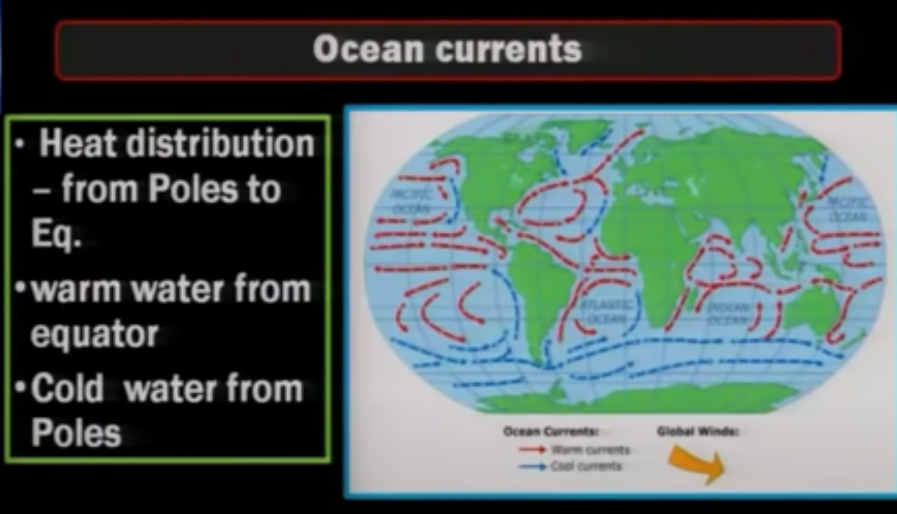 Ocean currents
• Heat distribution
– from Poles to
Eq.
•warm water from
equator
•Cold water from
Poles
PACIFIC
OCEAN
PACIFIC
OCEAN
ATLANTIC
OCEAN
INDIAN
OCEAN
Ocean Currents: Global Winds:
Warm currents
Cool currents